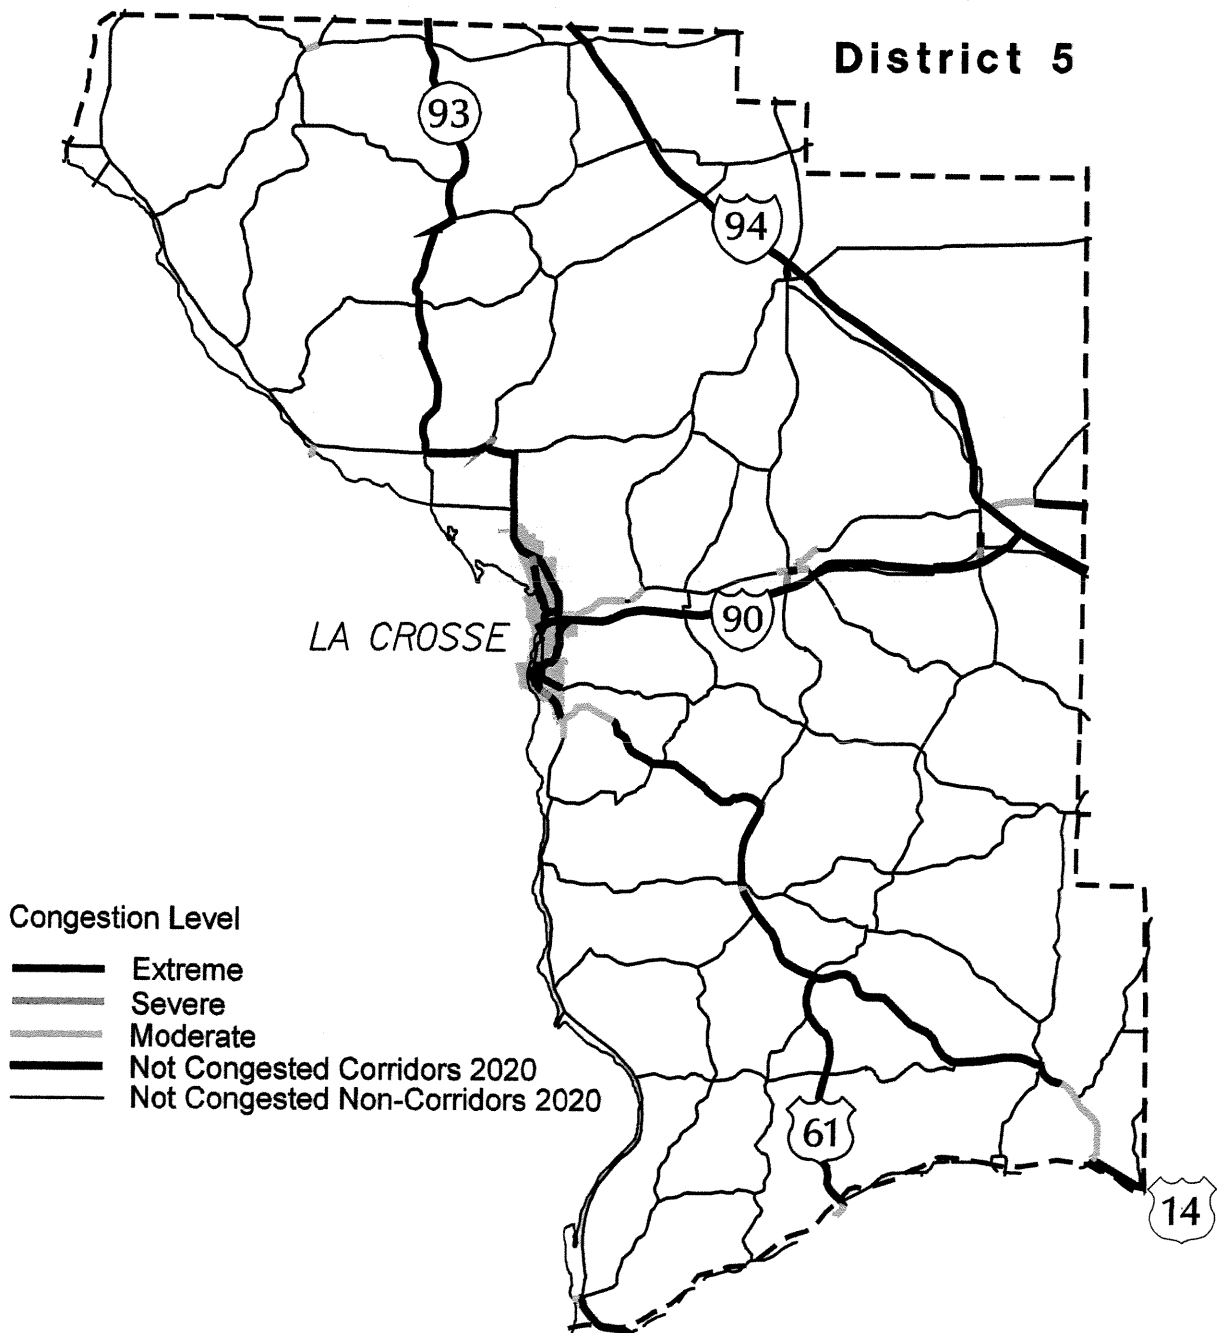 District 5
93
94
90
LA CROSSE
Congestion Level
Extreme
Severe
Moderate
Not Congested Corridors 2020
Not Congested Non-Corridors 2020
61
14